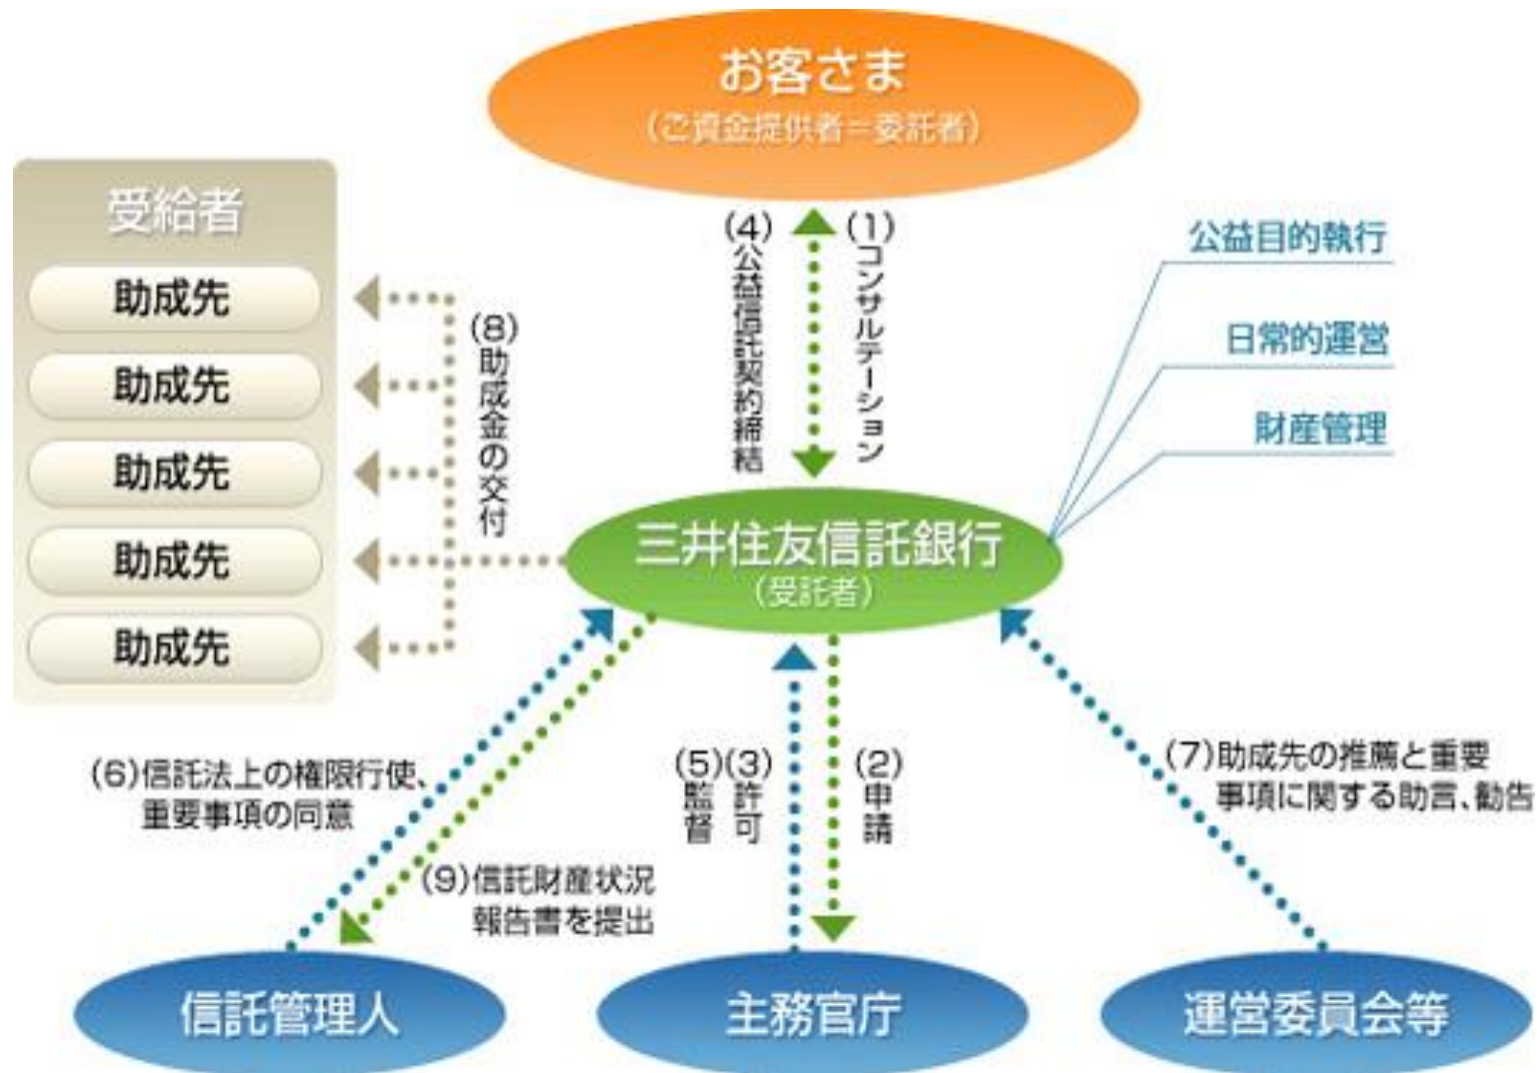 お客さま
(ご資金提供者=委託者)
受給者
助成先
助成先
助成先
助成先
助成先
(8)助成金の交付
(4)公益信託契約締結
(1)コンサルテーション
公益目的執行
日常的運営
財産管理
三井住友信託銀行
(受託者)
(6)信託法上の権限行使、
重要事項の同意
(9)信託財産状況
報告書を提出
(5)監督
(3)許可
(2)申請
(7)助成先の推薦と重要
事項に関する助言、勧告
信託管理人
主務官庁
運営委員会等